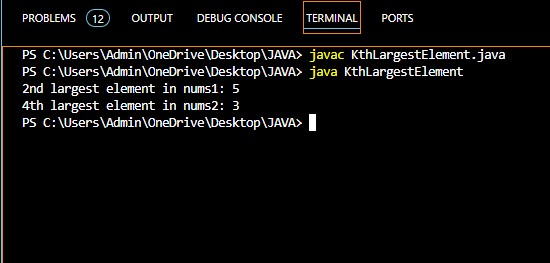 PROBLEMS 12 OUTPUT DEBUG CONSOLE TERMINAL PORTS
PS C:\Users\Admin\OneDrive\Desktop\JAVA> javac KthLargestElement.java
PS C:\Users\Admin\OneDrive\Desktop\JAVA> java KthLargestElement
2nd largest element in nums1: 5
4th largest element in nums2: 3
PS C:\Users\Admin\OneDrive\Desktop\JAVA>